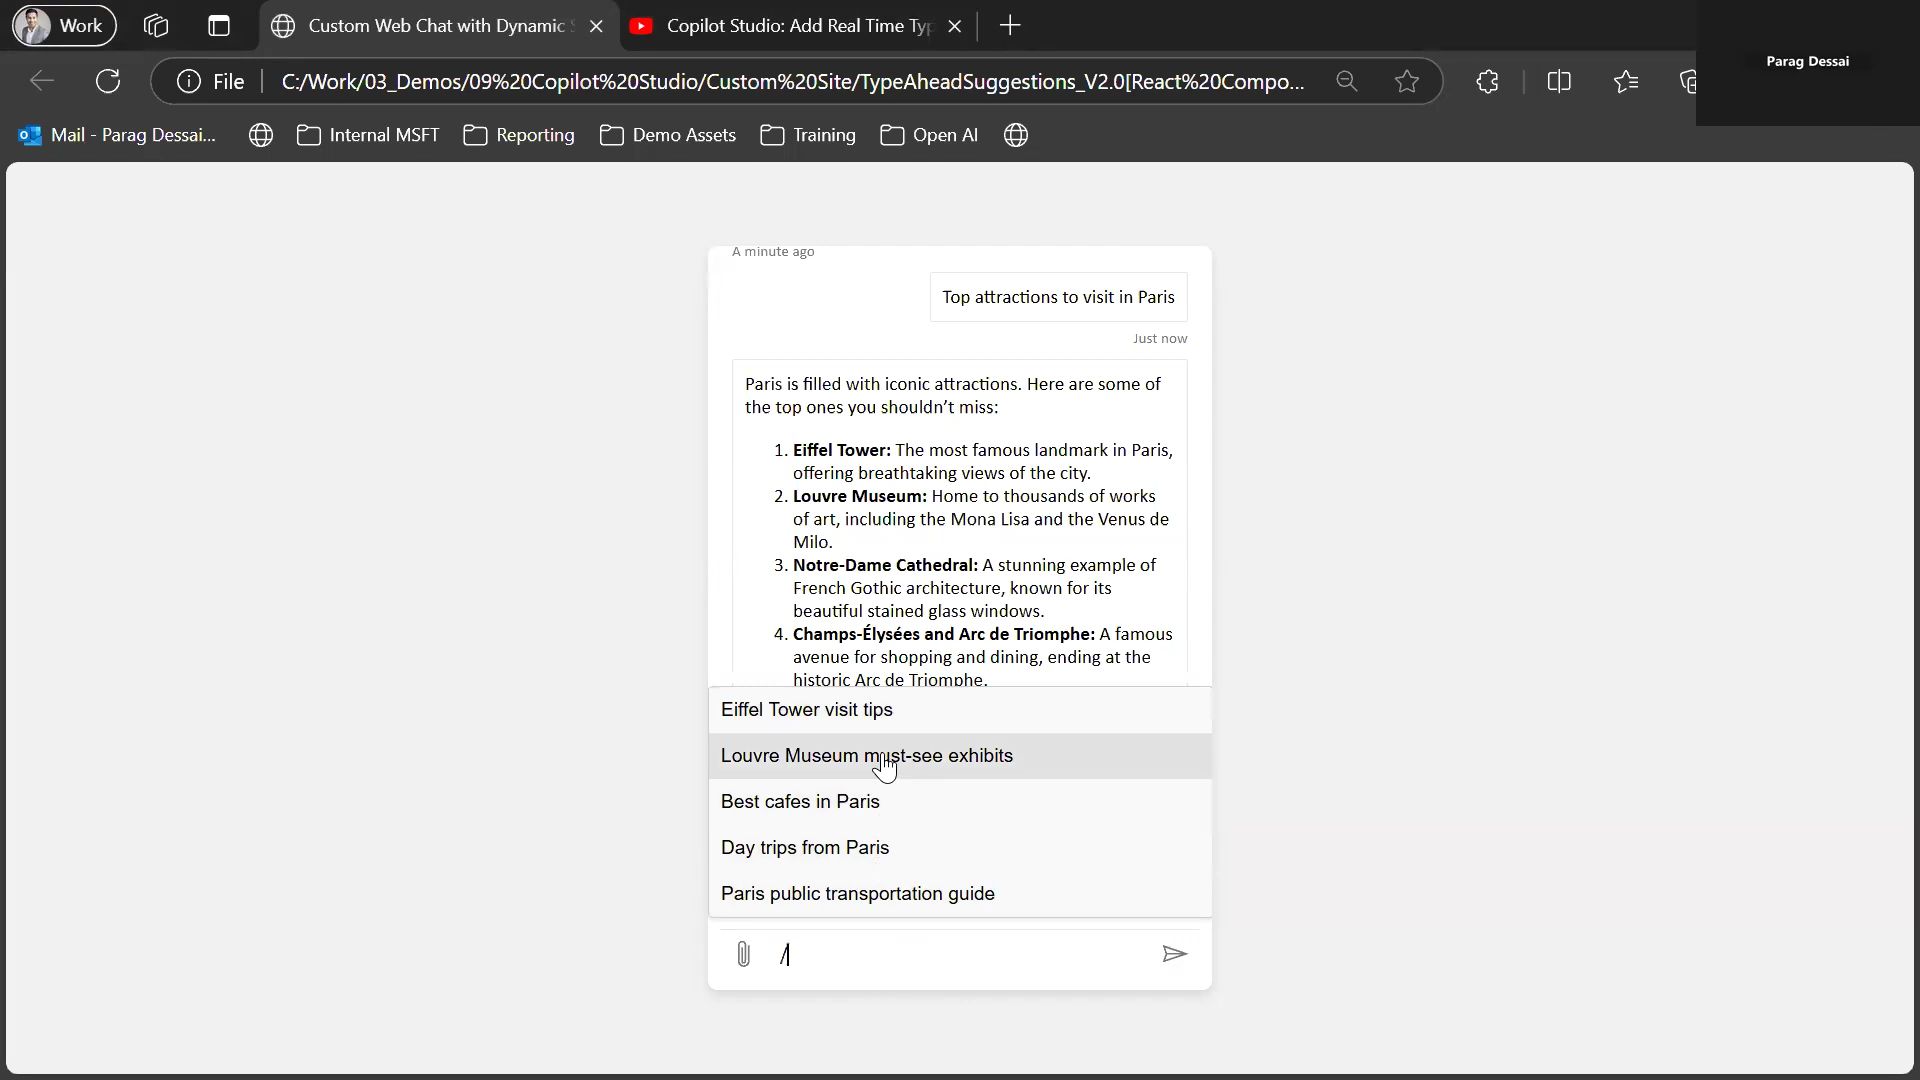 Work
Custom Web Chat with Dynamic
Copilot Studio: Add Real Time Typ
Parag Dessai
File
C:/Work/03_Demos/09%20Copilot%20Studio/Custom%20Site/TypeAheadSuggestions_V2.0[React%20Compo...
Mail - Parag Dessai...
Internal MSFT
Reporting
Demo Assets
Training
Open AI
A minute ago
Top attractions to visit in Paris
Just now
Paris is filled with iconic attractions. Here are some of
the top ones you shouldn’t miss:
1. Eiffel Tower: The most famous landmark in Paris,
offering breathtaking views of the city.
2. Louvre Museum: Home to thousands of works
of art, including the Mona Lisa and the Venus de
Milo.
3. Notre-Dame Cathedral: A stunning example of
French Gothic architecture, known for its
beautiful stained glass windows.
4. Champs-Élysées and Arc de Triomphe: A famous
avenue for shopping and dining, ending at the
historic Arc de Triomphe.
Eiffel Tower visit tips
Louvre Museum must-see exhibits
Best cafes in Paris
Day trips from Paris
Paris public transportation guide
/